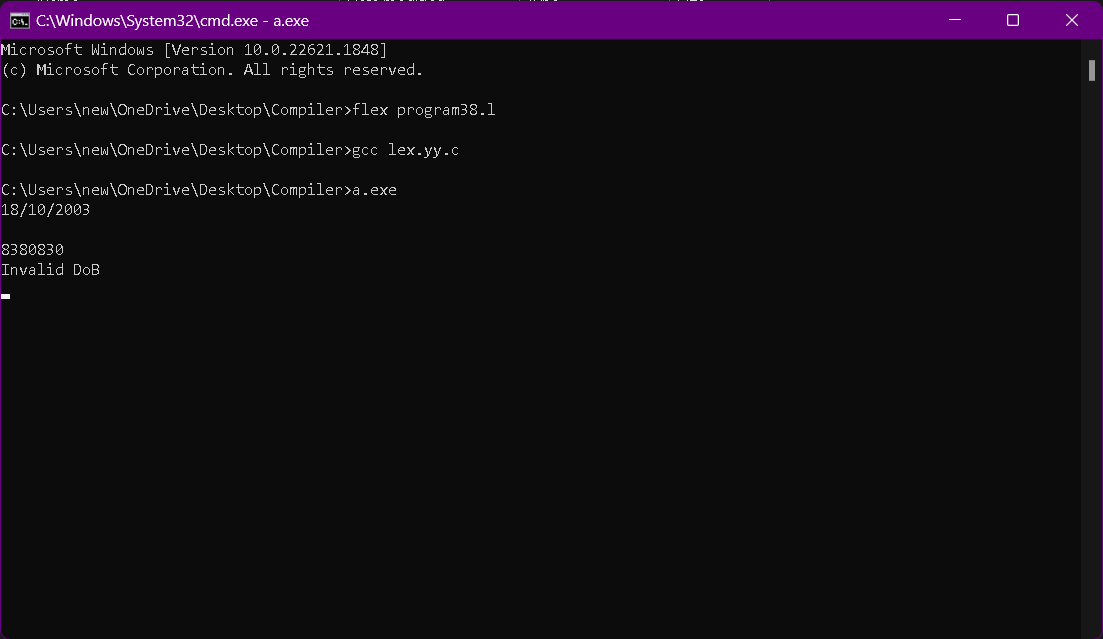 C:\Windows\System32\cmd.exe - a.exe
Microsoft Windows [Version 10.0.22621.1848]
(c) Microsoft Corporation. All rights reserved.
C:\Users\new\OneDrive\Desktop\Compiler>flex program38.l
C:\Users\new\OneDrive\Desktop\Compiler>gcc lex.yy.c
C:\Users\new\OneDrive\Desktop\Compiler>a.exe
18/10/2003
8380830
Invalid DoB